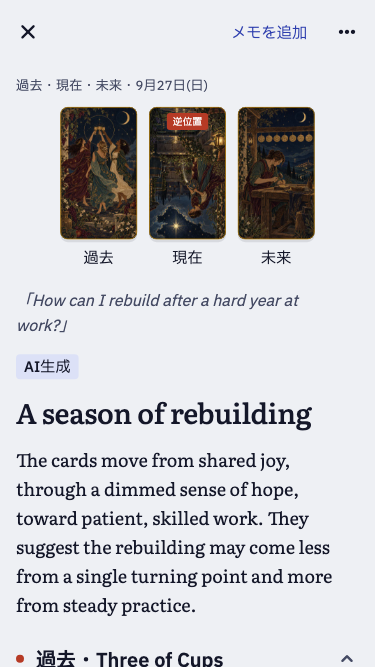 メモを追加
過去・現在・未来・9月27日(日)
逆位置
過去
現在
未来
「How can I rebuild after a hard year at
work?」
AI生成
A season of rebuilding
The cards move from shared joy,
through a dimmed sense of hope,
toward patient, skilled work. They
suggest the rebuilding may come less
from a single turning point and more
from steady practice.
過去・Three of Cups